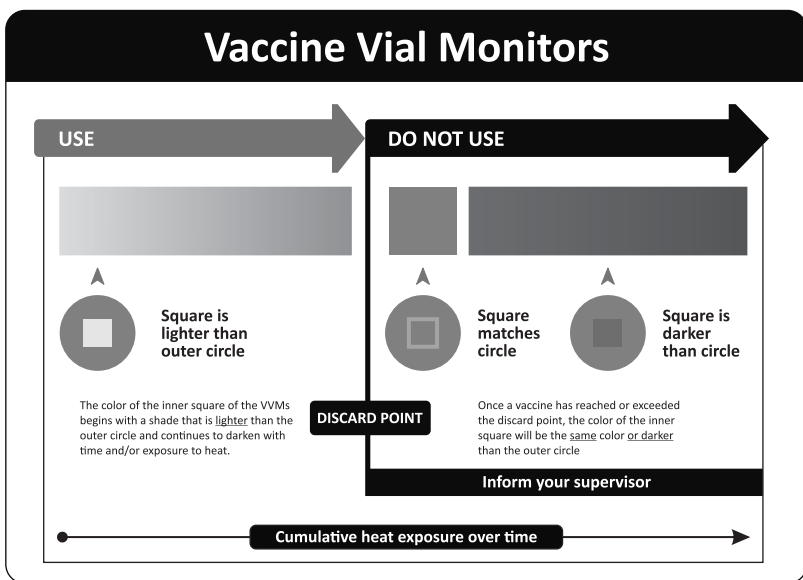 Vaccine Vial Monitors
USE
DO NOT USE
Square is
lighter than
outer circle
Square
matches
circle
Square is
darker
than circle
The color of the inner square of the VVMs
begins with a shade that is lighter than the
outer circle and continues to darken with
time and/or exposure to heat.
DISCARD POINT
Once a vaccine has reached or exceeded
the discard point, the color of the inner
square will be the same color or darker
than the outer circle
Inform your supervisor
Cumulative heat exposure over time